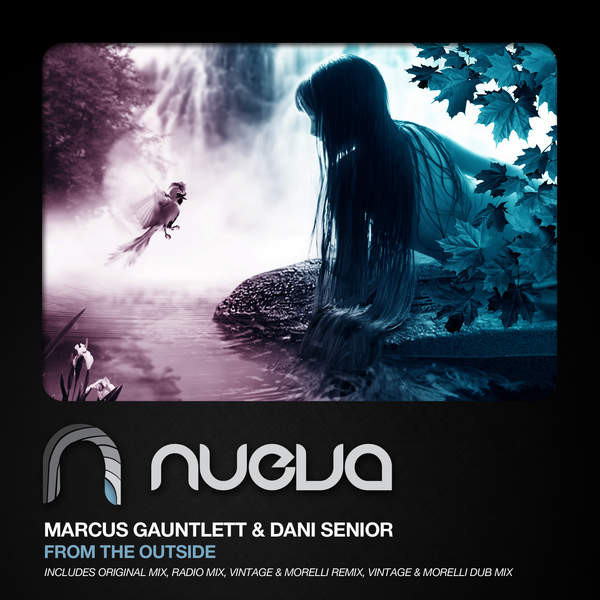 nueva
MARCUS GAUNTLETT & DANI SENIOR
FROM THE OUTSIDE
INCLUDES ORIGINAL MIX, RADIO MIX, VINTAGE & MORELLI REMIX, VINTAGE & MORELLI DUB MIX